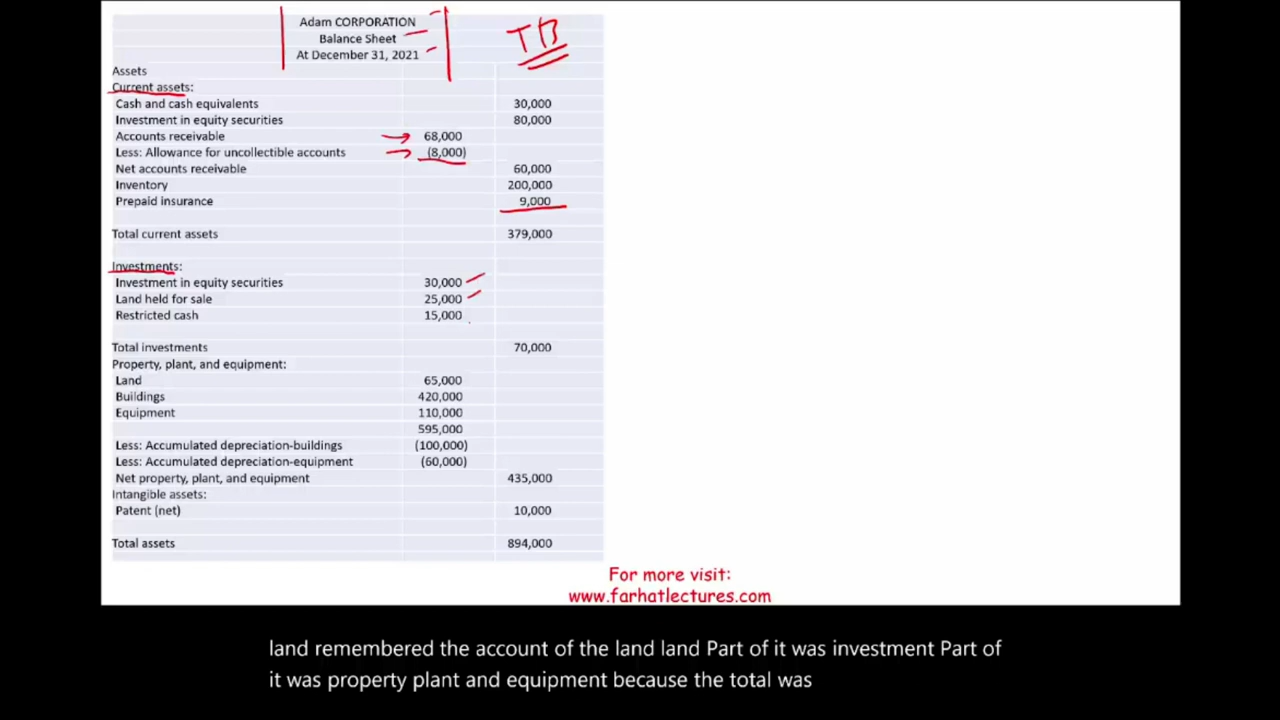 Adam CORPORATION
Balance Sheet
At December 31, 2021
TB
Assets
Current assets:
Cash and cash equivalents 30,000
Investment in equity securities 80,000
Accounts receivable 68,000
Less: Allowance for uncollectible accounts (8,000)
Net accounts receivable 60,000
Inventory 200,000
Prepaid insurance 9,000
Total current assets 379,000
Investments:
Investment in equity securities 30,000
Land held for sale 25,000
Restricted cash 15,000
Total investments 70,000
Property, plant, and equipment:
Land 65,000
Buildings 420,000
Equipment 110,000
595,000
Less: Accumulated depreciation-buildings (100,000)
Less: Accumulated depreciation-equipment (60,000)
Net property, plant, and equipment 435,000
Intangible assets:
Patent (net) 10,000
Total assets 894,000
For more visit:
www.farhatlectures.com
land remembered the account of the land land Part of it was investment Part of
it was property plant and equipment because the total was